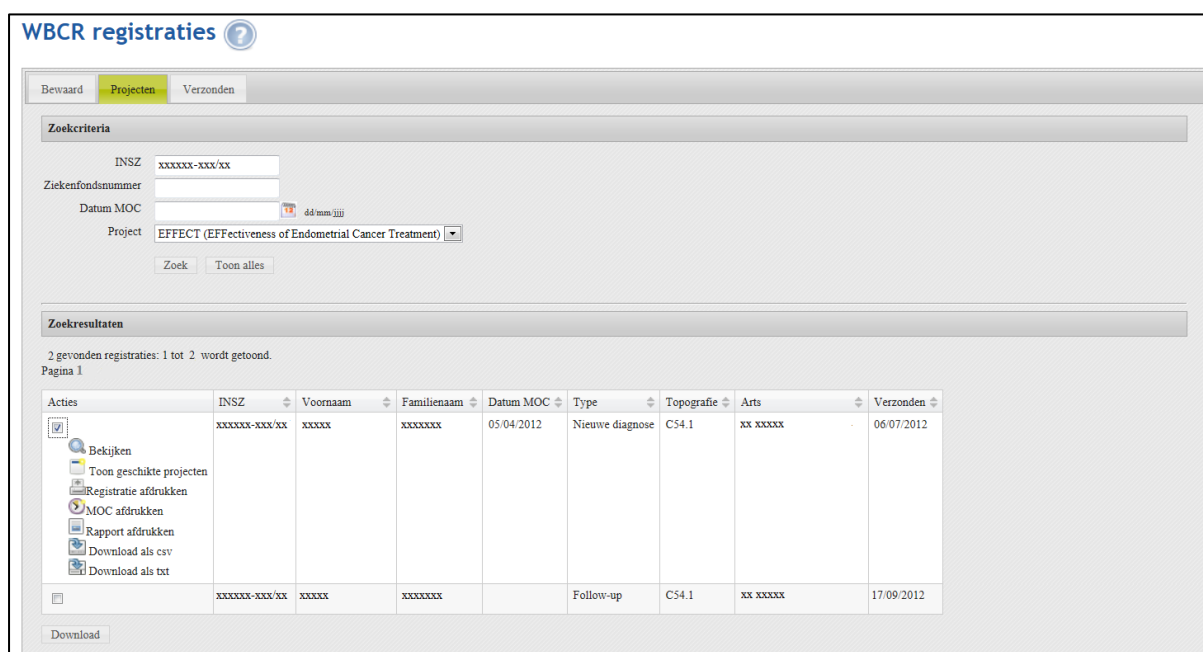 WBCR registraties ?
Bewaard Projecten Verzonden
Zoekcriteria
INSZ xxxxxx-xxx/xx
Ziekenfondsnummer
Datum MOC 12 dd/mm/jjjj
Project EFFECT (EFFectiveness of Endometrial Cancer Treatment)
Zoek Toon alles
Zoekresultaten
2 gevonden registraties: 1 tot 2 wordt getoond.
Pagina 1
Acties INSZ Voornaam Familienaam Datum MOC Type Topografie Arts Verzonden
xxxxxx-xxx/xx xxxxx xxxxxxx 05/04/2012 Nieuwe diagnose C54.1 xx xxxxx 06/07/2012
Bekijken
Toon geschikte projecten
Registratie afdrukken
MOC afdrukken
Rapport afdrukken
Download als csv
Download als txt
xxxxxx-xxx/xx xxxxx xxxxxxx Follow-up C54.1 xx xxxxx 17/09/2012
Download